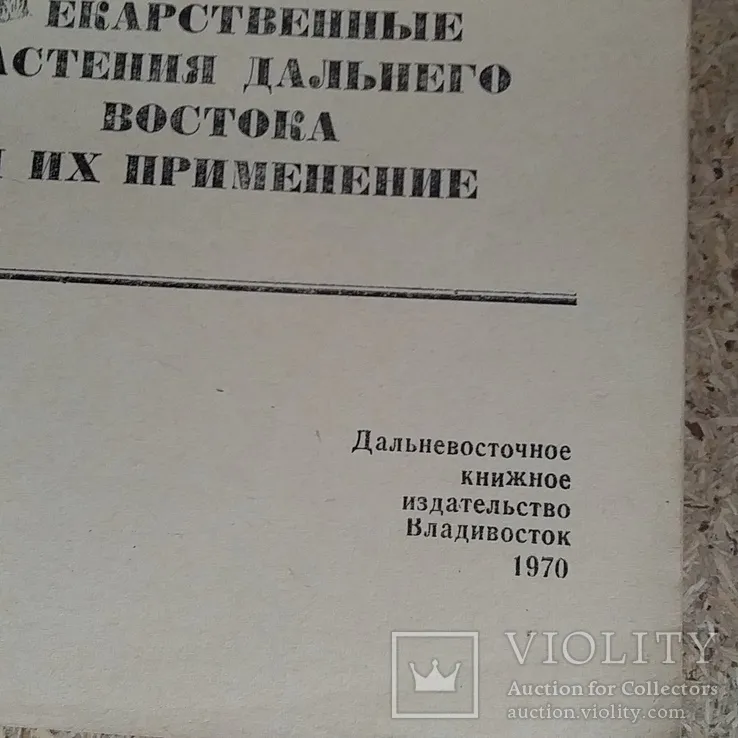 ЕКАРСТВЕННЫЕ
АСТЕНИЯ ДАЛЬНЕГО
ВОСТОКА
И ИХ ПРИМЕНЕНИЕ
Дальневосточное
книжное
издательство
Владивосток
1970
VIOLITY
Auction for Collectors
auction.violity.com